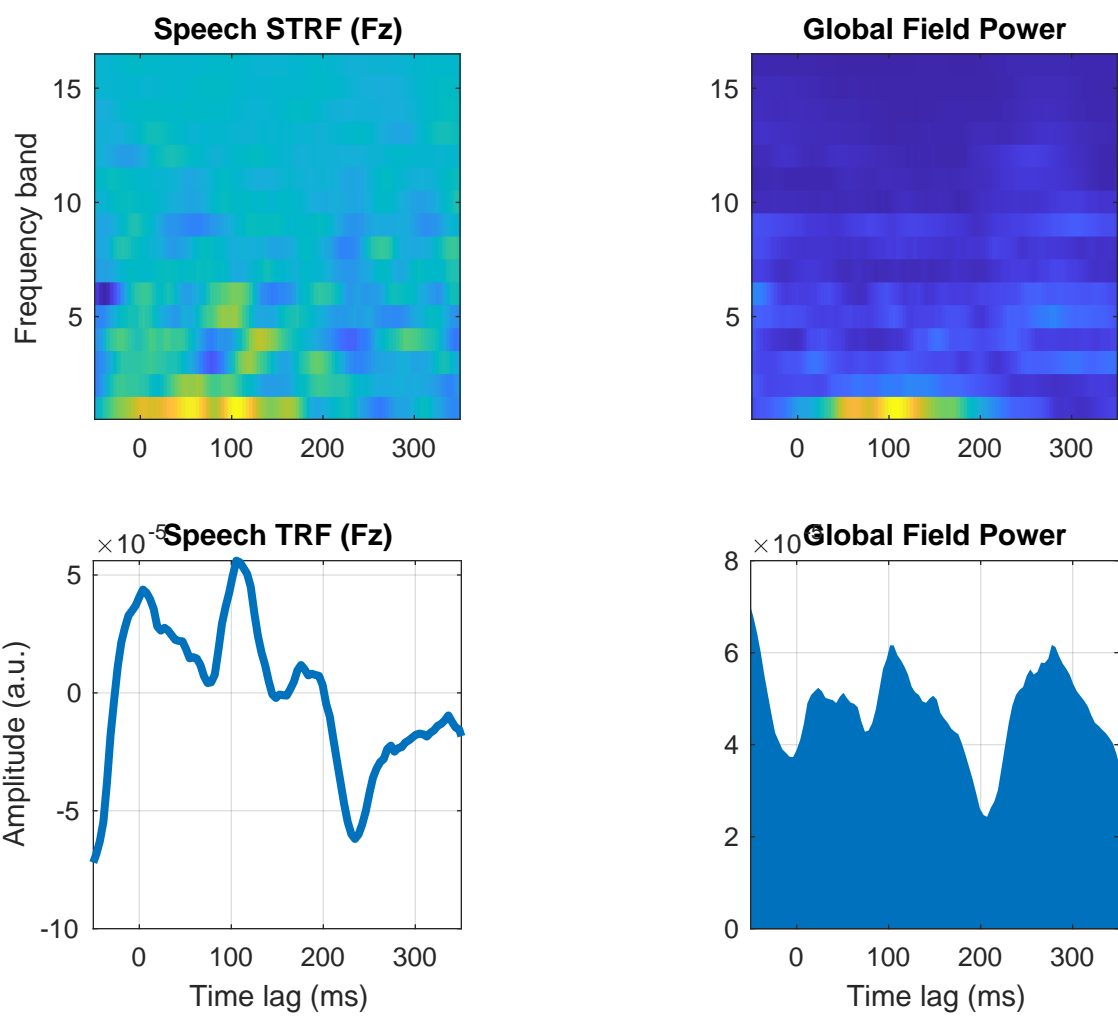 Speech STRF (Fz)
Frequency band
15
10
5
0 100 200 300
Global Field Power
15
10
5
0 100 200 300
Speech TRF (Fz)
×10-5
Amplitude (a.u.)
5
0
-5
-10
0 100 200 300
Time lag (ms)
Global Field Power
×10
8
6
4
2
0
0 100 200 300
Time lag (ms)